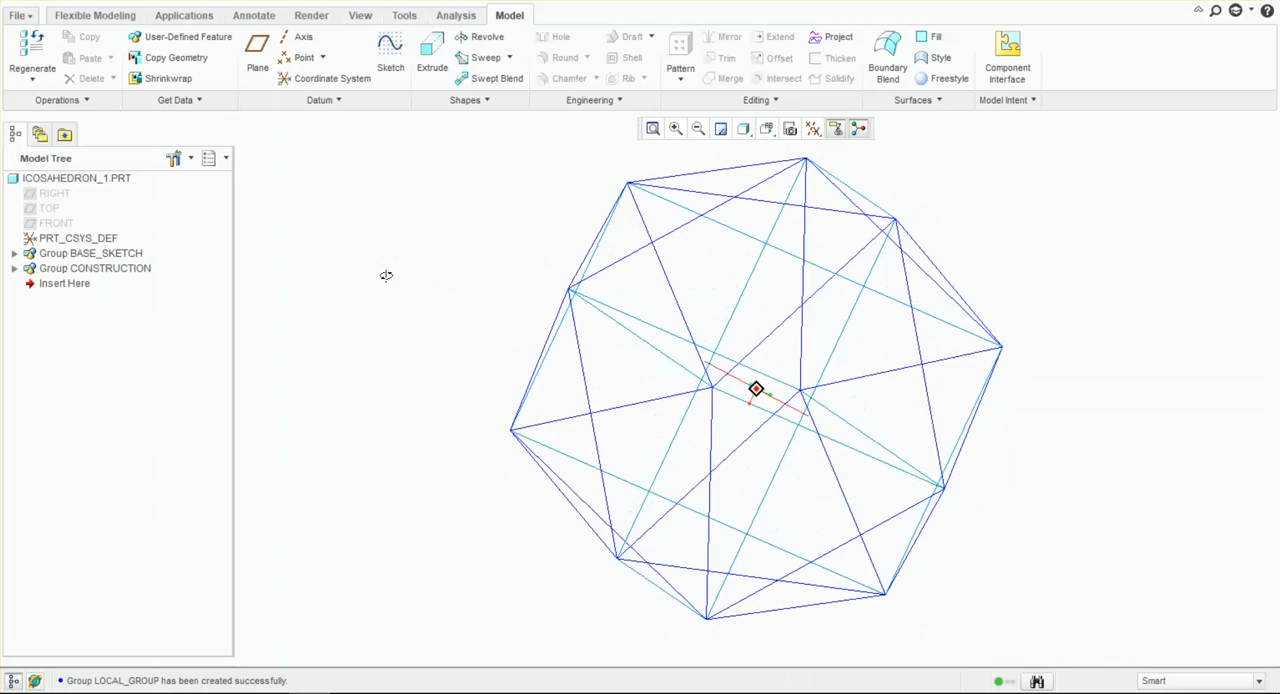 File Flexible Modeling Applications Annotate Render View Tools Analysis Model
Copy User-Defined Feature Axis Revolve Hole Draft Mirror Extend Project Fill
Regenerate Paste Copy Geometry Plane Point Sketch Extrude Sweep Round Shell Pattern Trim Offset Thicken Boundary Blend Style Component Interface
Delete Shrinkwrap Coordinate System Swept Blend Chamfer Rib Merge Intersect Solidify Freestyle
Operations Get Data Datum Shapes Engineering Editing Surfaces Model Intent
Model Tree
ICOSAHEDRON_1.PRT
RIGHT
TOP
FRONT
PRT_CSYS_DEF
Group BASE_SKETCH
Group CONSTRUCTION
Insert Here
Group LOCAL_GROUP has been created successfully. Smart